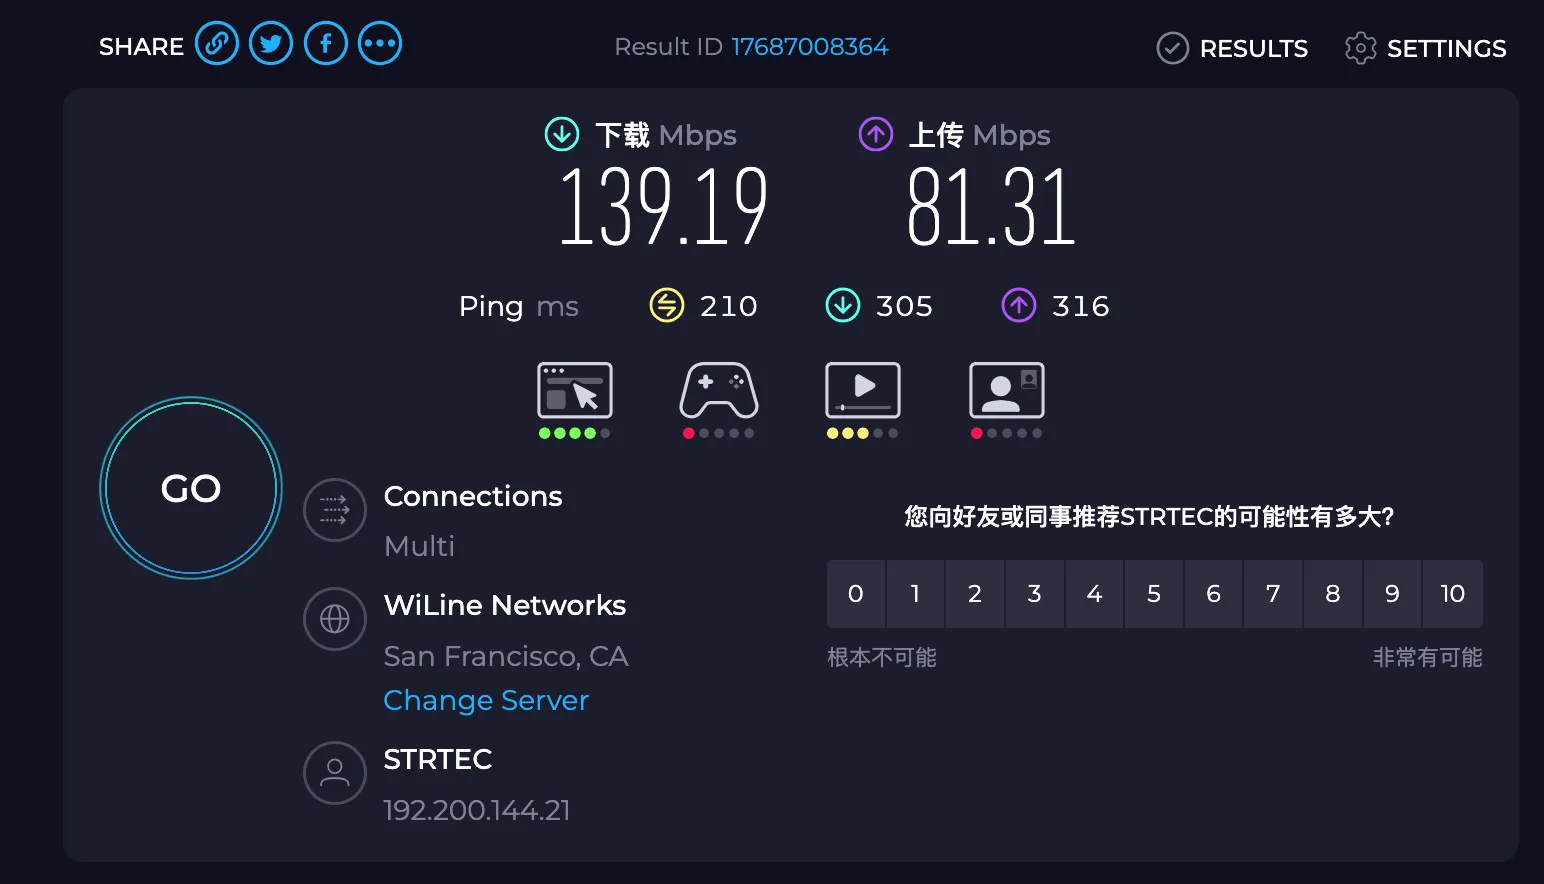 SHARE
Result ID 17687008364
RESULTS
SETTINGS
下载 Mbps
139.19
上传 Mbps
81.31
Ping ms 210 305 316
GO
Connections
Multi
WiLine Networks
San Francisco, CA
Change Server
STRTEC
192.200.144.21
您向好友或同事推荐STRTEC的可能性有多大?
0 1 2 3 4 5 6 7 8 9 10
根本不可能 非常有可能